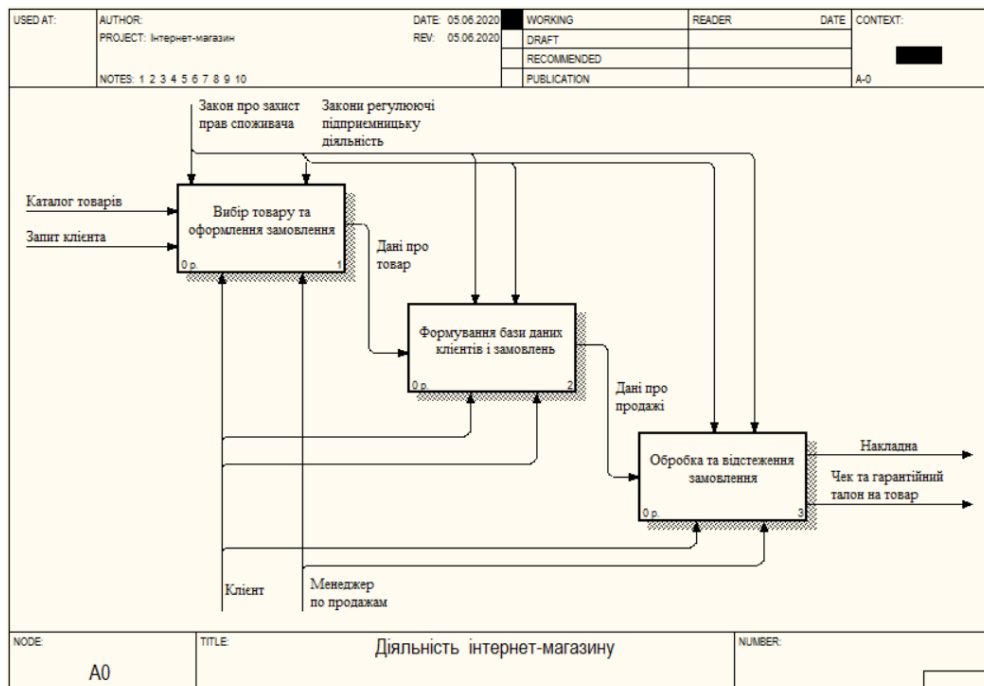 USED AT:
AUTHOR:
DATE: 05.06.2020
WORKING
READER
DATE
CONTEXT:
PROJECT: Інтернет-магазин
REV: 05.06.2020
DRAFT
RECOMMENDED
NOTES: 1 2 3 4 5 6 7 8 9 10
PUBLICATION
A-0
Закон про захист
прав споживача
Закони регулюючі
підприємницьку
діяльність
Каталог товарів
Запит клієнта
Вибір товару та
оформлення замовлення
0 р.
1
Дані про
товар
Формування бази даних
клієнтів і замовлень
0 р.
2
Дані про
продажі
Обробка та відстеження
замовлення
0 р.
3
Накладна
Чек та гарантійний
талон на товар
Клієнт
Менеджер
по продажам
NODE:
A0
TITLE:
Діяльність інтернет-магазину
NUMBER: